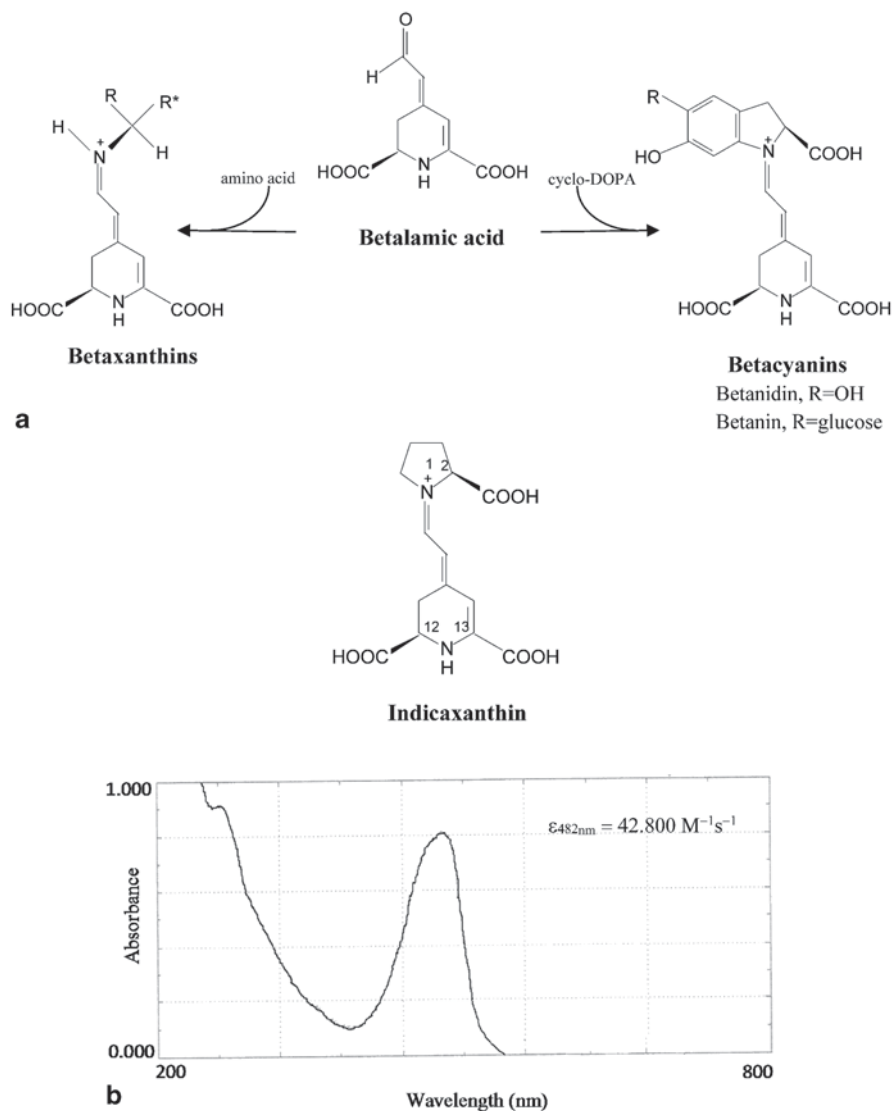 O
H
R R*
H N + H
HOOC N H COOH
Betaxanthins
amino acid
HOOC N H COOH
Betalamic acid
cyclo-DOPA
R
HO N + COOH
HOOC N H COOH
Betacyanins
Betanidin, R=OH
Betanin, R=glucose
a
1 2
N + COOH
12 13
HOOC N H COOH
Indicaxanthin
1.000
ε482nm = 42.800 M⁻¹s⁻¹
Absorbance
0.000
200 800
Wavelength (nm)
b